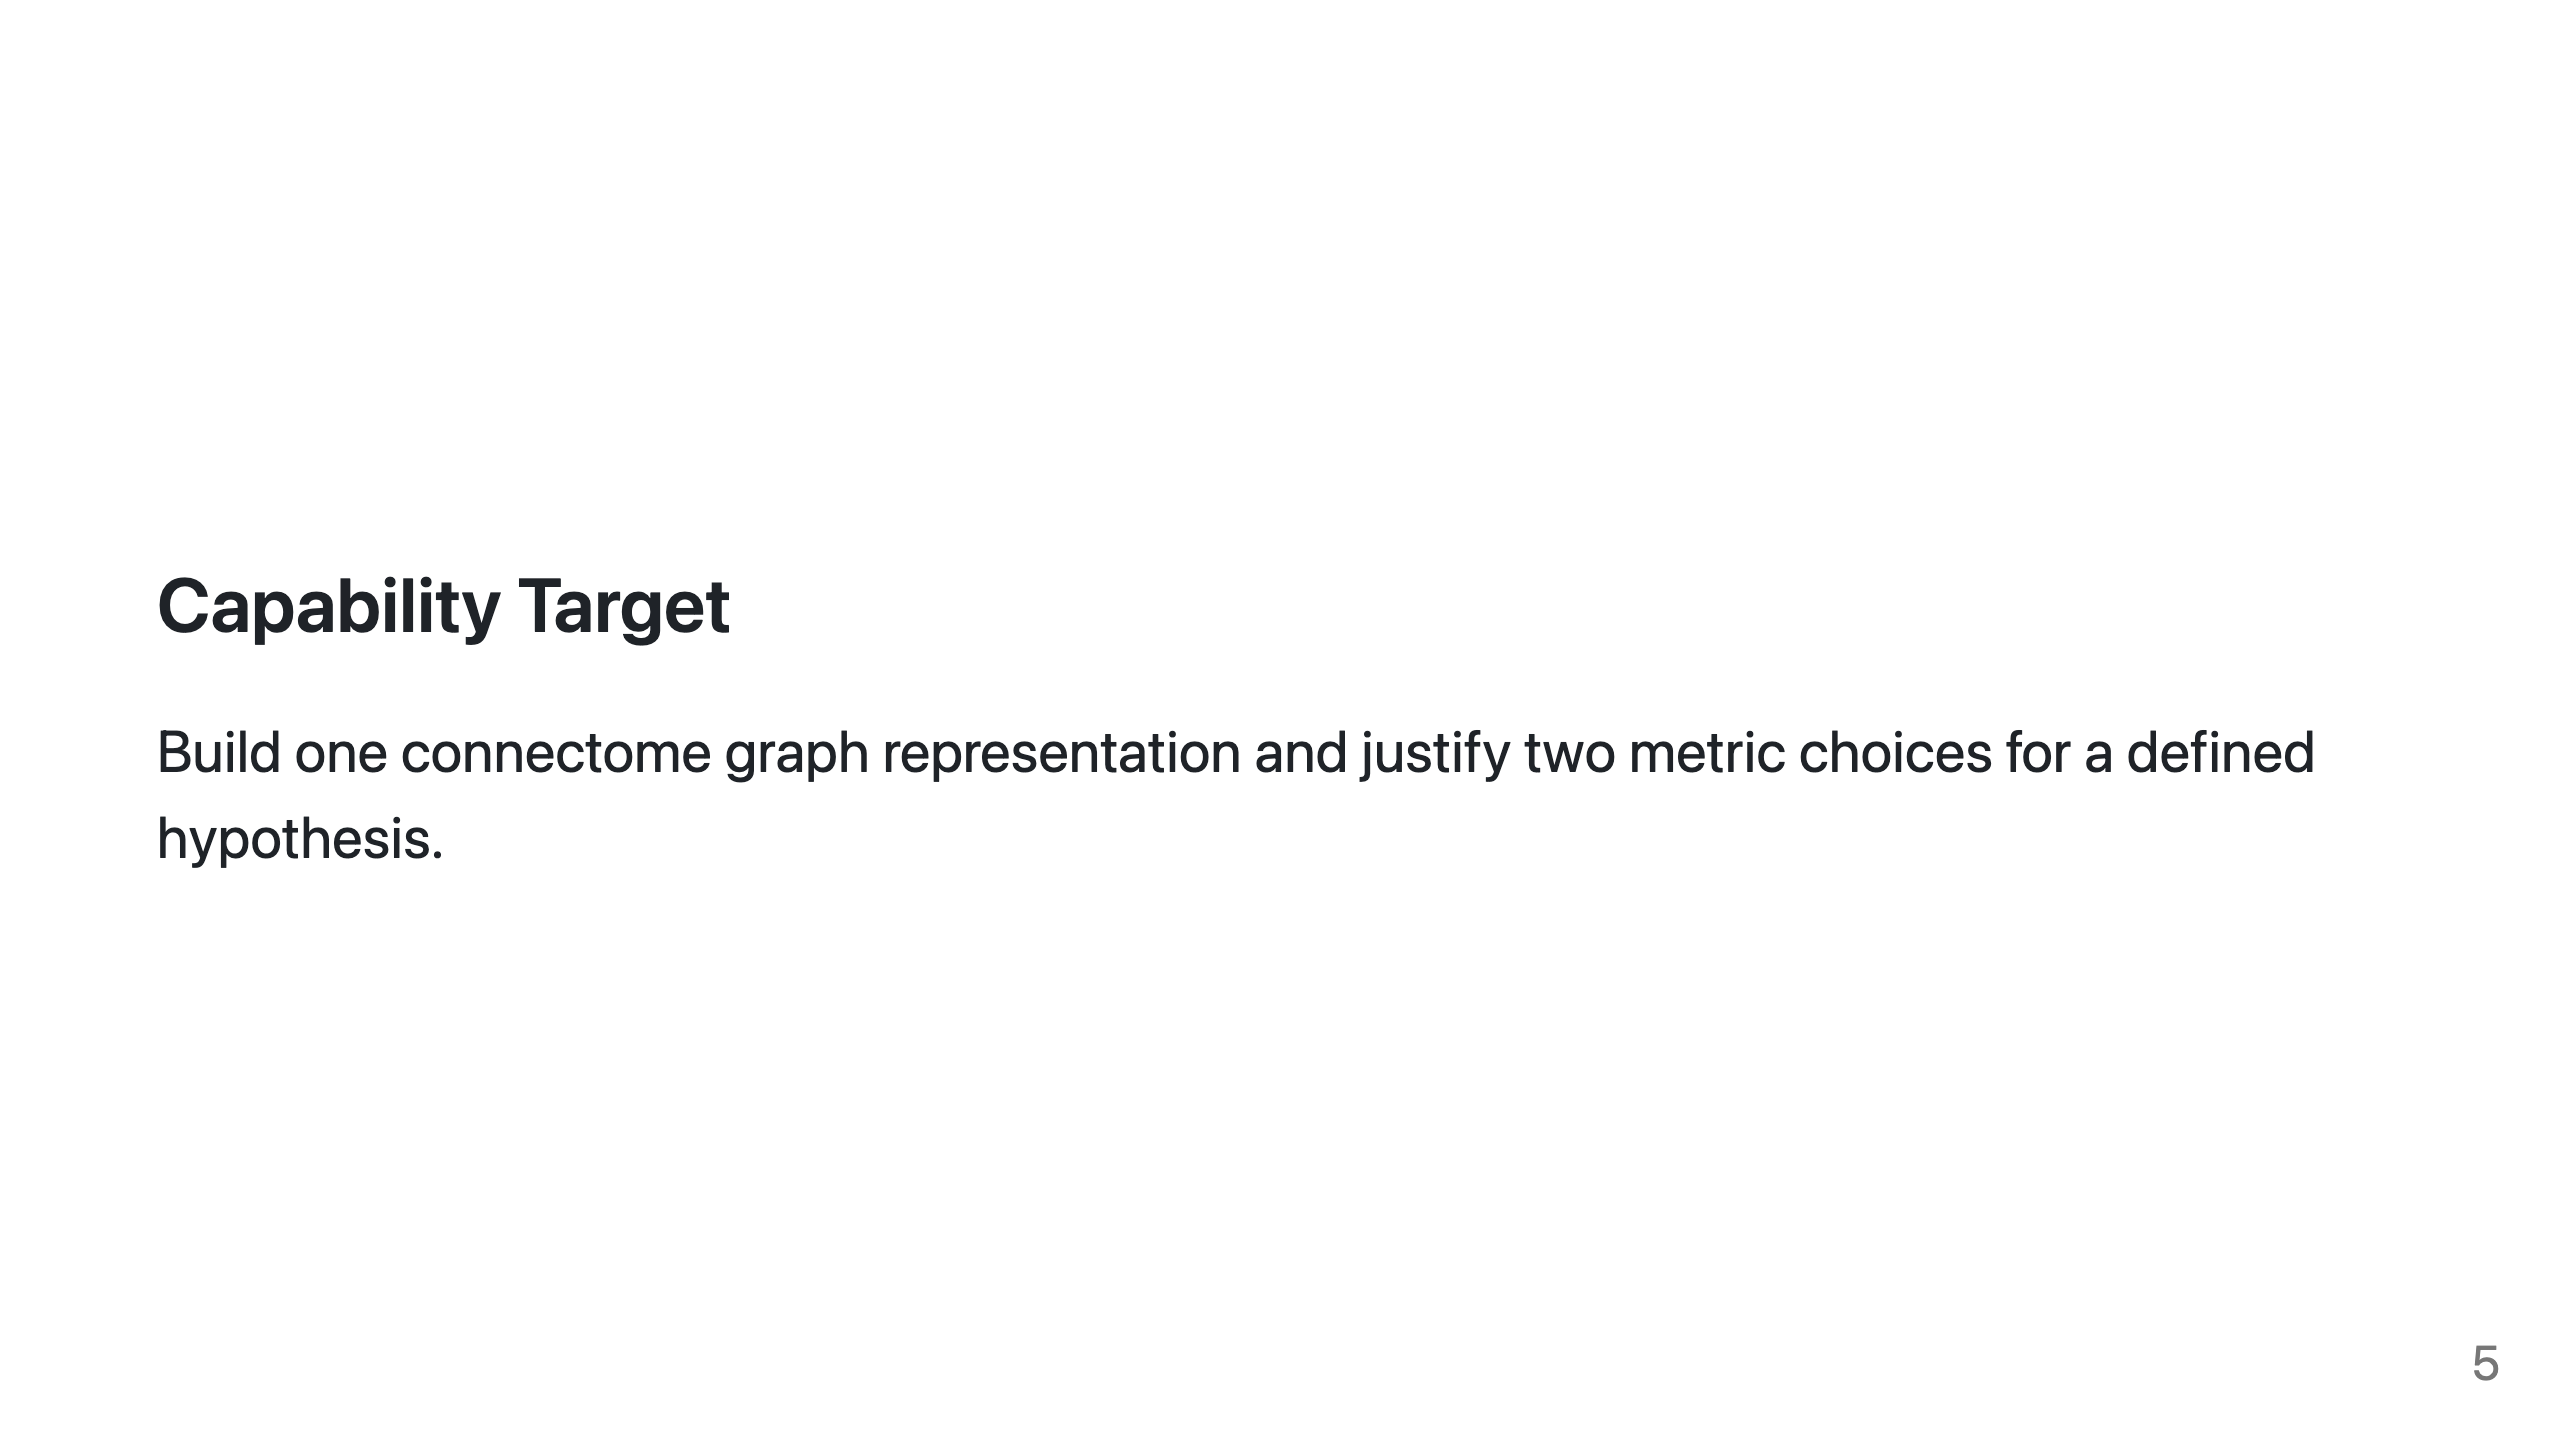 Capability Target
Build one connectome graph representation and justify two metric choices for a defined
hypothesis.
5